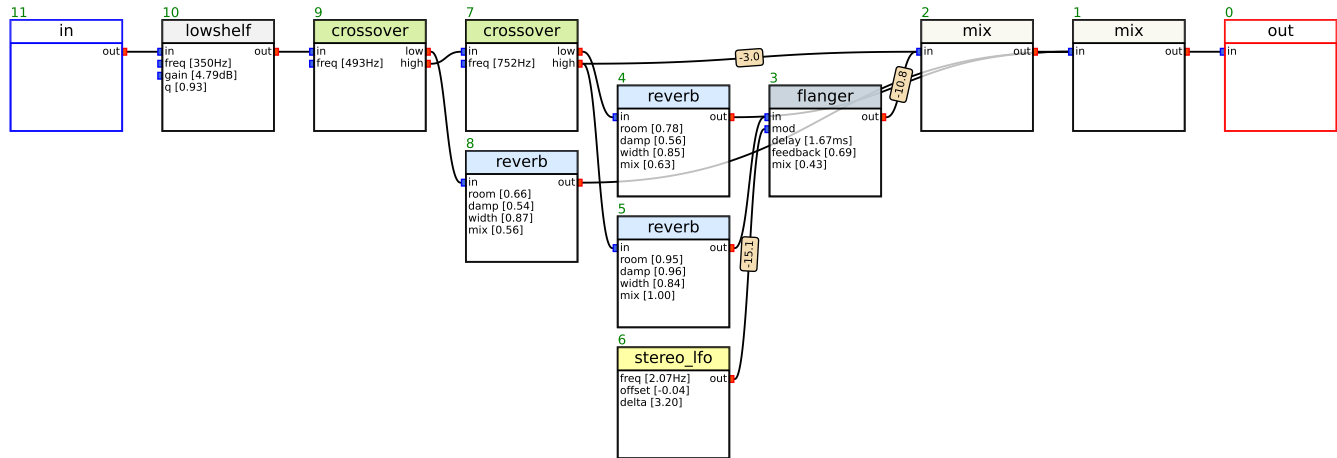 11
in
out
10
lowshelf
in out
freq [350Hz]
gain [4.79dB]
q [0.93]
9
crossover
in low
freq [493Hz] high
7
crossover
in low
freq [752Hz] high
8
reverb
in out
room [0.66]
damp [0.54]
width [0.87]
mix [0.56]
4
reverb
in out
room [0.78]
damp [0.56]
width [0.85]
mix [0.63]
5
reverb
in out
room [0.95]
damp [0.96]
width [0.84]
mix [1.00]
6
stereo_lfo
freq [2.07Hz] out
offset [-0.04]
delta [3.20]
-3.0
-15.1
3
flanger
in out
mod
delay [1.67ms]
feedback [0.69]
mix [0.43]
-10.8
2
mix
in out
1
mix
in out
0
out
in